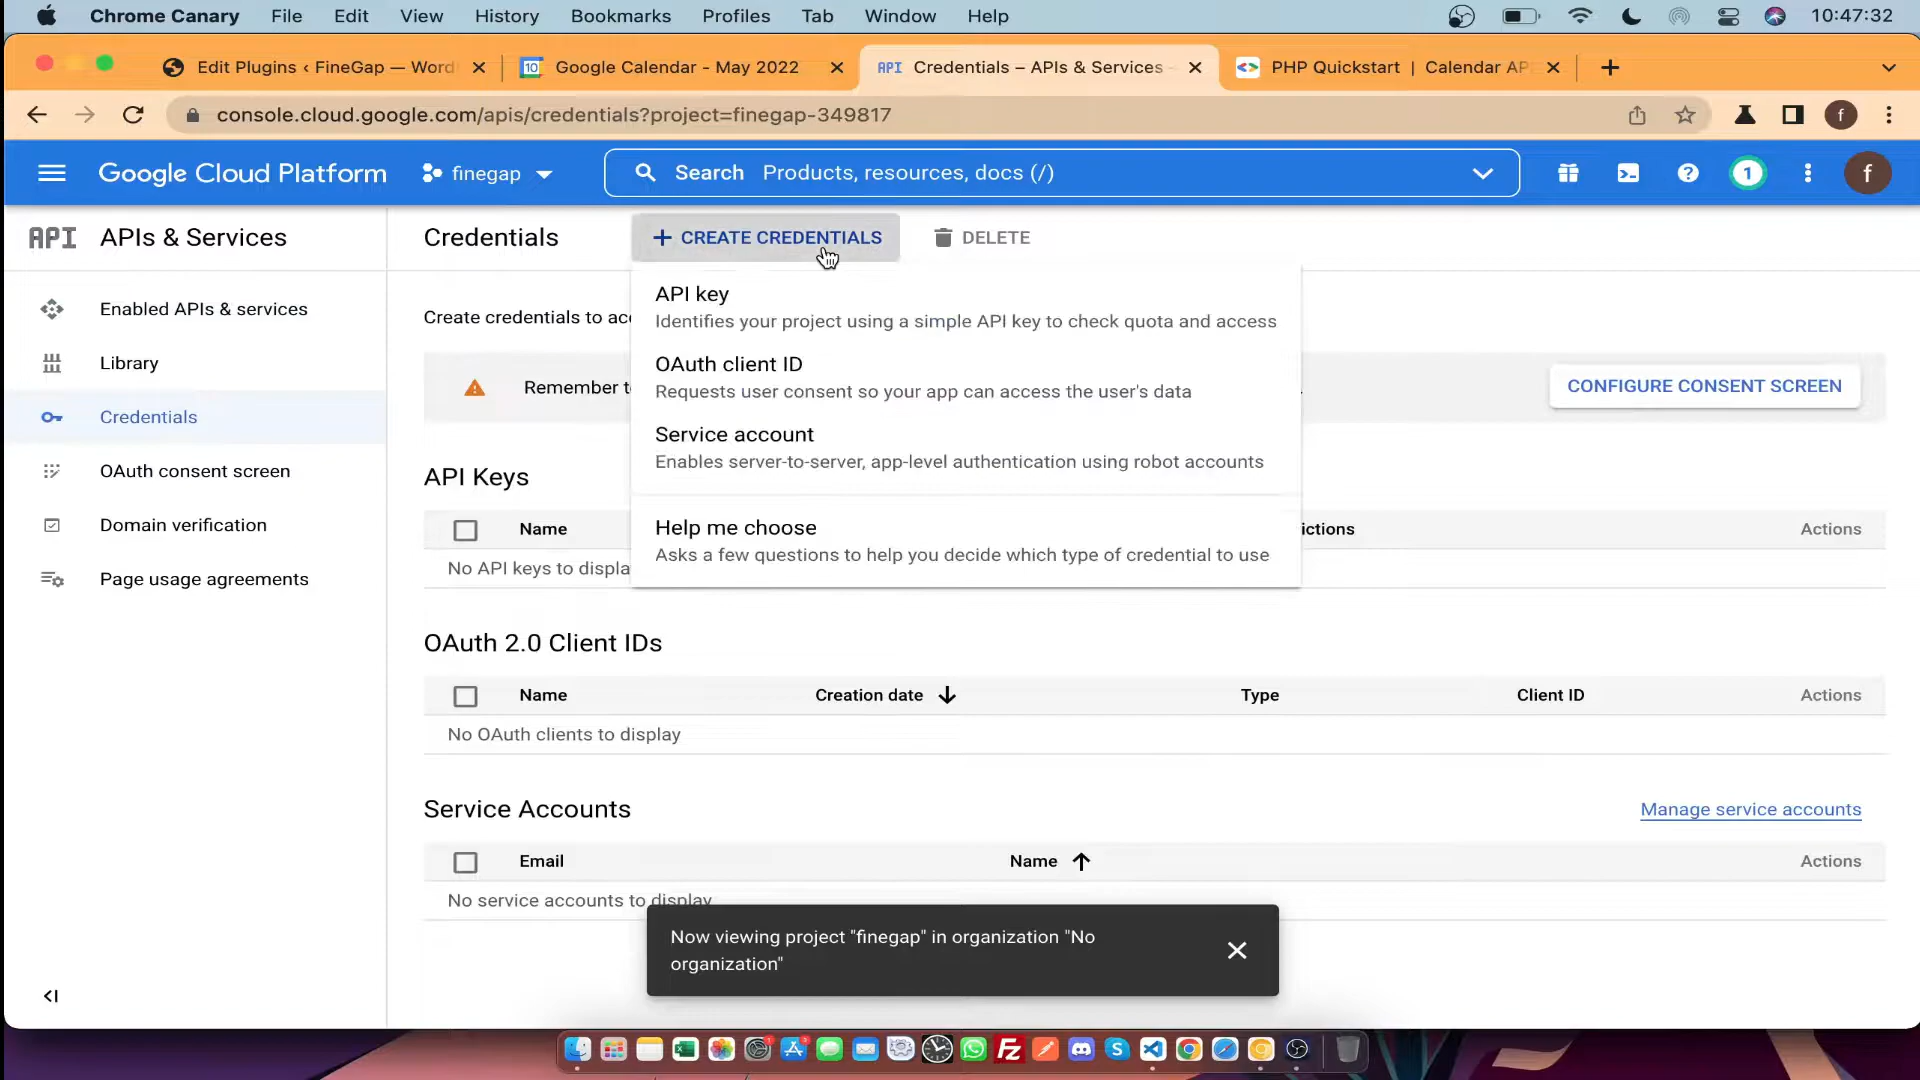 Chrome Canary File Edit View History Bookmarks Profiles Tab Window Help 10:47:32
Edit Plugins ‹ FineGap — Word
10 Google Calendar - May 2022
API Credentials – APIs & Services
PHP Quickstart | Calendar AP
console.cloud.google.com/apis/credentials?project=finegap-349817
f
Google Cloud Platform finegap Search Products, resources, docs (/) 1 f
API APIs & Services
Credentials + CREATE CREDENTIALS DELETE
Enabled APIs & services
Library
Credentials
OAuth consent screen
Domain verification
Page usage agreements
Create credentials to acc
API key
Identifies your project using a simple API key to check quota and access
OAuth client ID
Requests user consent so your app can access the user's data
Service account
Enables server-to-server, app-level authentication using robot accounts
Help me choose
Asks a few questions to help you decide which type of credential to use
Remember t
CONFIGURE CONSENT SCREEN
API Keys
Name ictions Actions
No API keys to displa
OAuth 2.0 Client IDs
Name Creation date Type Client ID Actions
No OAuth clients to display
Service Accounts Manage service accounts
Email Name Actions
No service accounts to display
Now viewing project "finegap" in organization "No
organization"